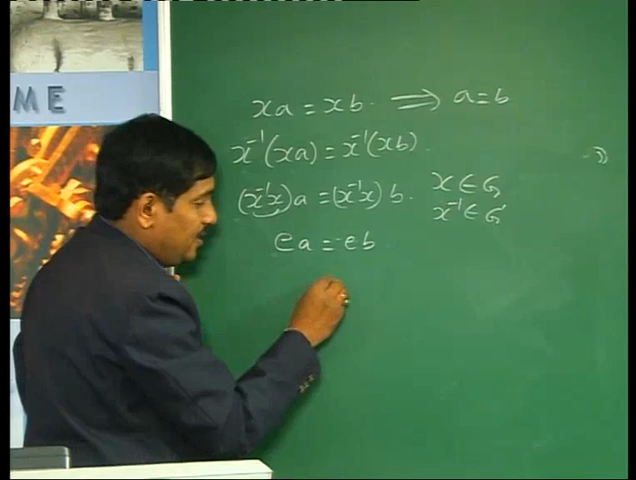 ME
xa = xb. ⟹ a = b
x⁻¹(xa) = x⁻¹(xb).
(x⁻¹x)a = (x⁻¹x)b. x ∈ G
x⁻¹ ∈ G
ea = eb